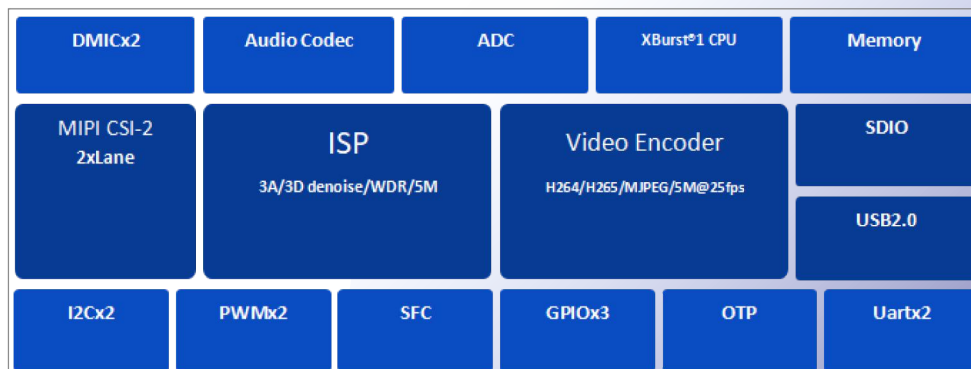 DMICx2
Audio Codec
ADC
XBurst®1 CPU
Memory
MIPI CSI-2
2xLane
ISP
3A/3D denoise/WDR/5M
Video Encoder
H264/H265/MJPEG/5M@25fps
SDIO
USB2.0
I2Cx2
PWMx2
SFC
GPIOx3
OTP
Uartx2